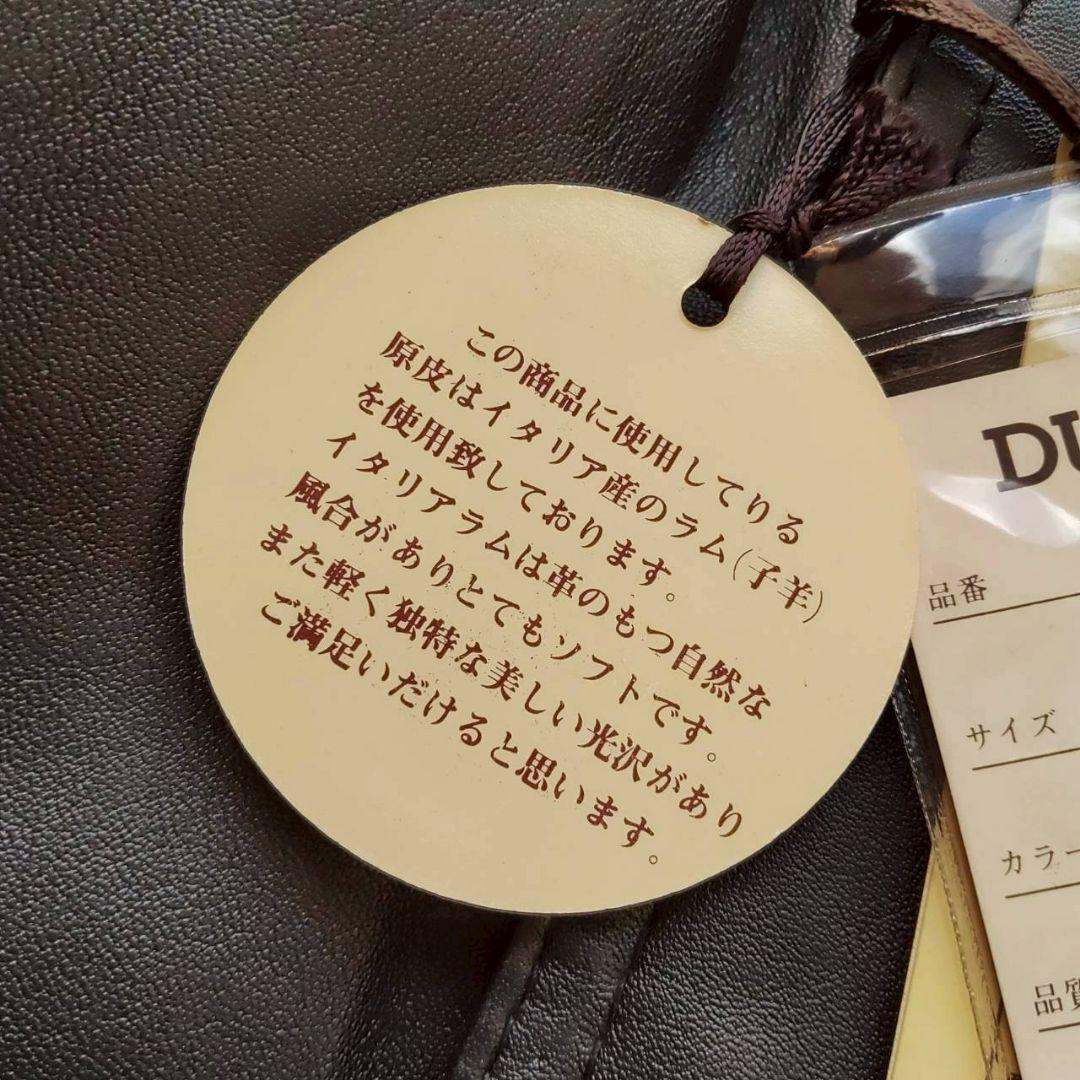 この商品に使用してりる
原皮はイタリア産のラム(子羊)
を使用致しております。
イタリアラムは革のもつ自然な
風合がありとてもソフトです。
また軽く独特な美しい光沢があり
ご満足いだけると思います。
DU
品番
サイズ
カラー
品質